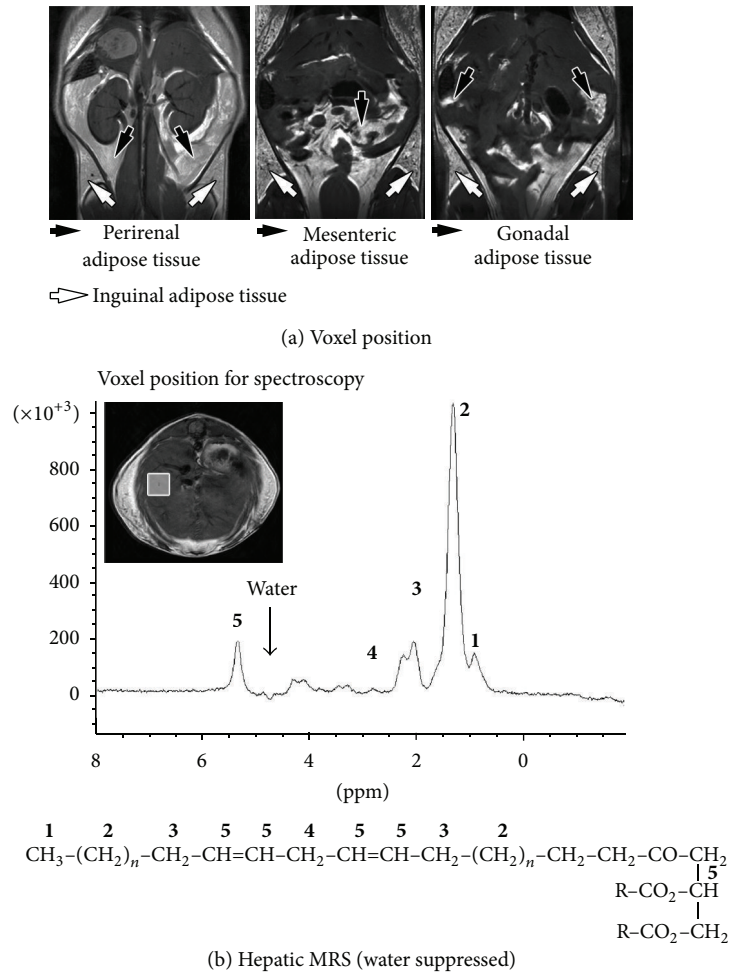 Perirenal adipose tissue
Mesenteric adipose tissue
Gonadal adipose tissue
Inguinal adipose tissue
(a) Voxel position
Voxel position for spectroscopy
(×10⁺³)
800
600
400
200
0
Water
5
4
3
2
1
8 6 4 2 0
(ppm)
1 2 3 5 5 4 5 5 3 2
CH₃–(CH₂)ₙ–CH₂–CH=CH–CH₂–CH=CH–CH₂–(CH₂)ₙ–CH₂–CH₂–CO–CH₂
5
R–CO₂–CH
R–CO₂–CH₂
(b) Hepatic MRS (water suppressed)